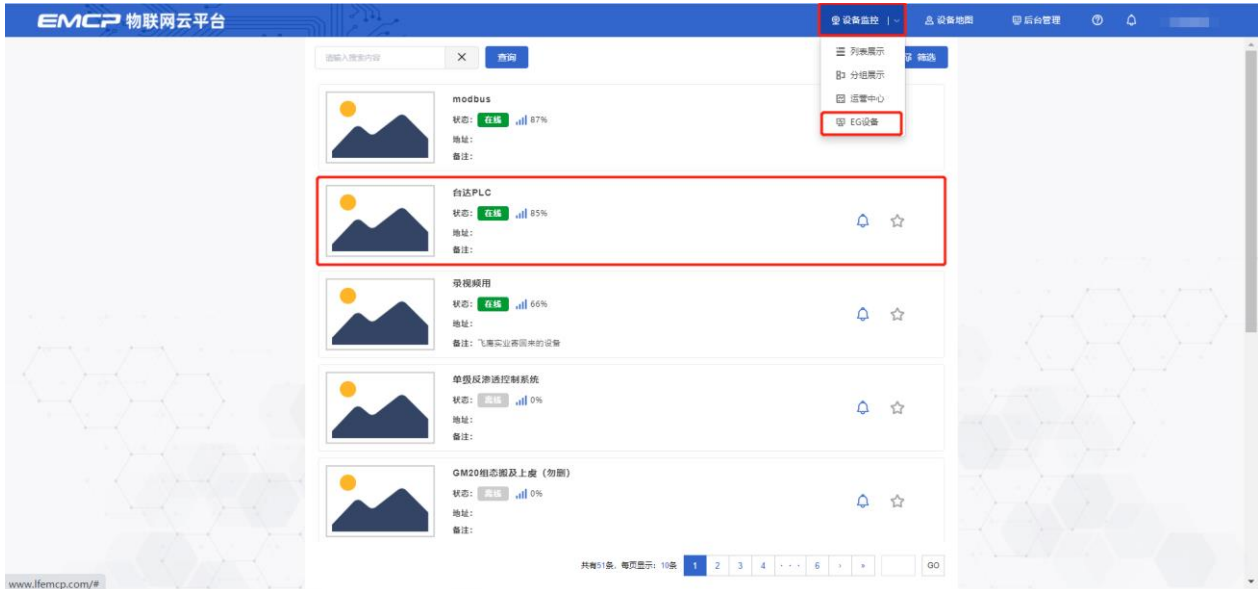 EMCP 物联网云平台
设备监控
设备地图
后台管理
请输入搜索内容
查询
筛选
列表展示
分组展示
运营中心
EG设备
modbus
状态: 在线 87%
地址:
备注:
台达PLC
状态: 在线 85%
地址:
备注:
录视频用
状态: 在线 66%
地址:
备注: 飞鹰实业寄回来的设备
单级反渗透控制系统
状态: 离线 0%
地址:
备注:
GM20组态搬及上虞（勿删）
状态: 离线 0%
地址:
备注:
共有51条, 每页显示: 10条 1 2 3 4 ··· 6 › » GO
www.lfemcp.com/#